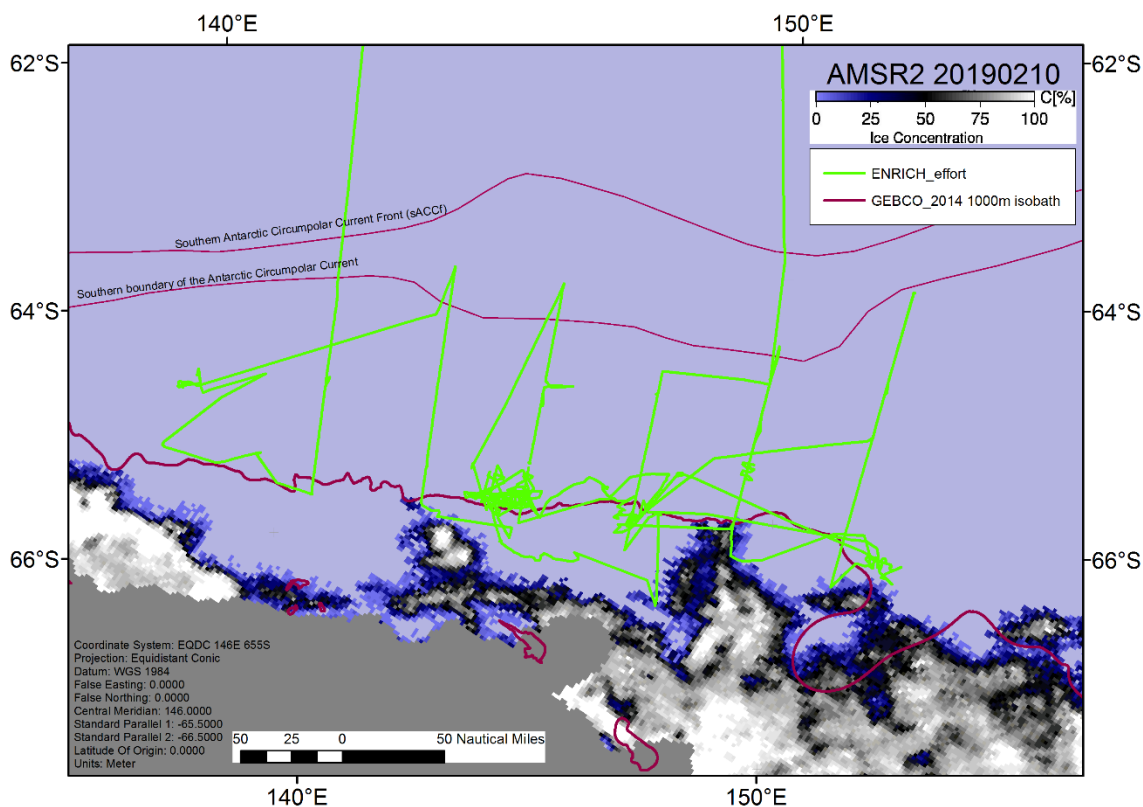 140°E 150°E
62°S 62°S
AMSR2 20190210
C[%]
0 25 50 75 100
Ice Concentration
ENRICH_effort
GEBCO_2014 1000m isobath
Southern Antarctic Circumpolar Current Front (sACCf)
Southern boundary of the Antarctic Circumpolar Current
64°S 64°S
66°S 66°S
Coordinate System: EQDC 146E 655S
Projection: Equidistant Conic
Datum: WGS 1984
False Easting: 0.0000
False Northing: 0.0000
Central Meridian: 146.0000
Standard Parallel 1: -65.5000
Standard Parallel 2: -66.5000
Latitude Of Origin: 0.0000
Units: Meter
50 25 0 50 Nautical Miles
140°E 150°E